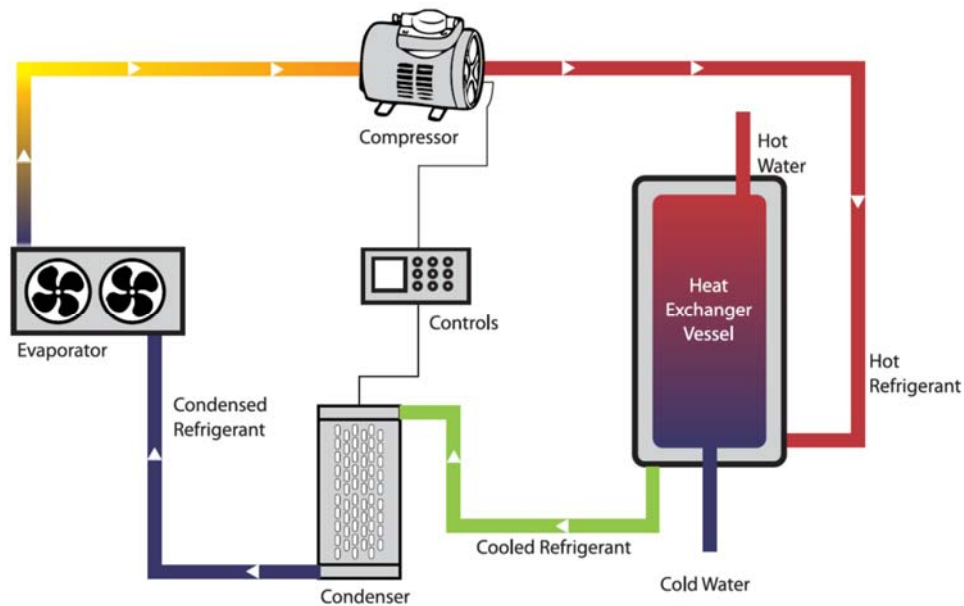 Compressor
Hot
Water
Heat
Exchanger
Vessel
Controls
Evaporator
Hot
Refrigerant
Condensed
Refrigerant
Cooled Refrigerant
Cold Water
Condenser